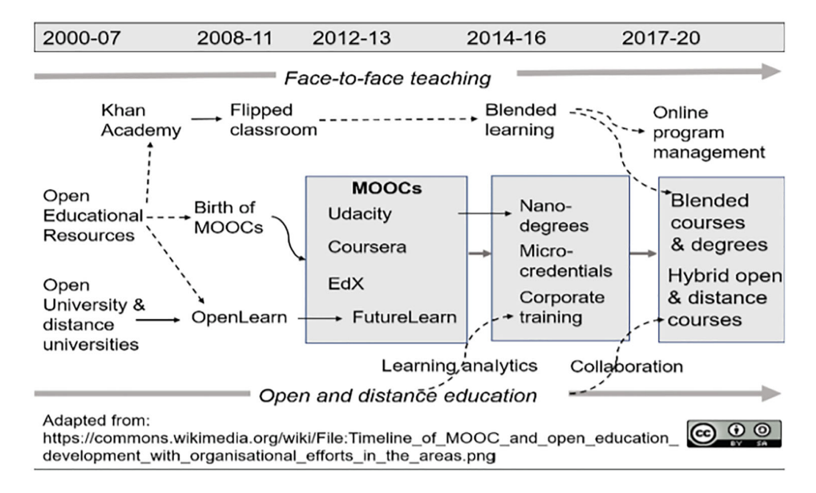 2000-07
2008-11
2012-13
2014-16
2017-20
Face-to-face teaching
Khan
Academy
Flipped
classroom
Blended
learning
Online
program
management
Open
Educational
Resources
Birth of
MOOCs
MOOCs
Udacity
Coursera
EdX
FutureLearn
Nano-
degrees
Micro-
credentials
Corporate
training
Blended
courses
& degrees
Hybrid open
& distance
courses
Open
University &
distance
universities
OpenLearn
Learning analytics
Collaboration
Open and distance education
Adapted from:
https://commons.wikimedia.org/wiki/File:Timeline_of_MOOC_and_open_education_
development_with_organisational_efforts_in_the_areas.png
cc
BY SA